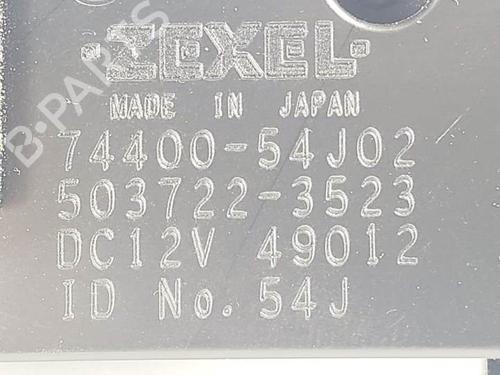 ZEXEL
MADE IN JAPAN
74400-54J02
503722-3523
DC12V 49012
ID No. 54J
B-PARTS